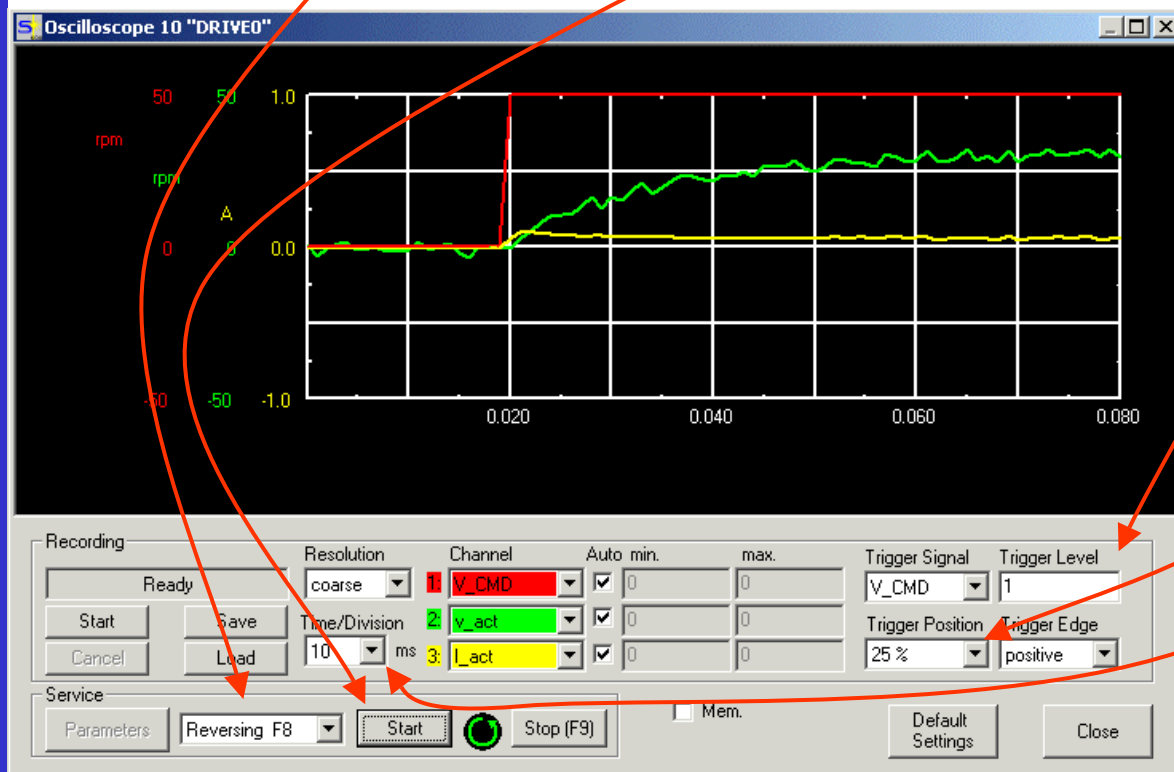 Oscilloscope 10 "DRIVE0"
50 50 1.0
rpm
rpm
A
0 0 0.0
-50 -50 -1.0
0.020 0.040 0.060 0.080
Recording
Ready
Start Save
Cancel Load
Resolution
coarse
Time/Division
10 ms
Channel Auto min. max.
1: V_CMD 0 0
2: v_act 0 0
3: I_act 0 0
Trigger Signal Trigger Level
V_CMD 1
Trigger Position Trigger Edge
25 % positive
Service
Parameters Reversing F8 Start Stop (F9)
Mem.
Default
Settings
Close